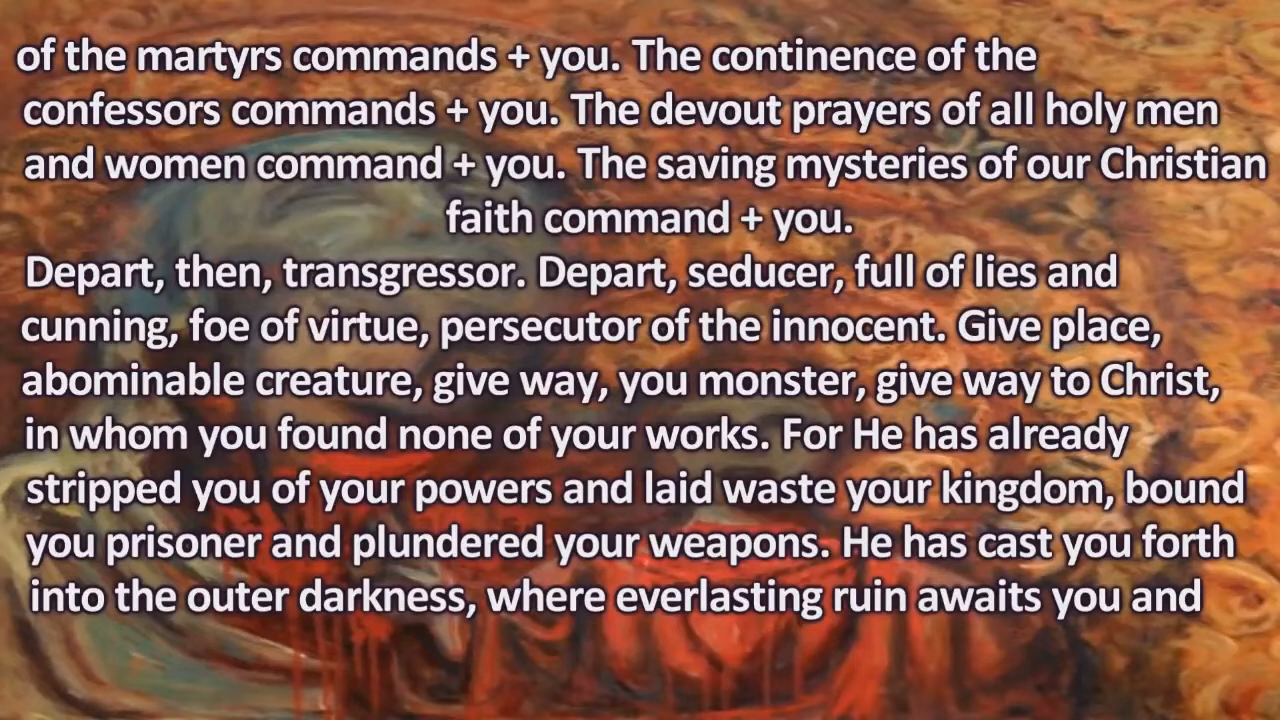 of the martyrs commands + you. The continence of the
confessors commands + you. The devout prayers of all holy men
and women command + you. The saving mysteries of our Christian
faith command + you.
Depart, then, transgressor. Depart, seducer, full of lies and
cunning, foe of virtue, persecutor of the innocent. Give place,
abominable creature, give way, you monster, give way to Christ,
in whom you found none of your works. For He has already
stripped you of your powers and laid waste your kingdom, bound
you prisoner and plundered your weapons. He has cast you forth
into the outer darkness, where everlasting ruin awaits you and